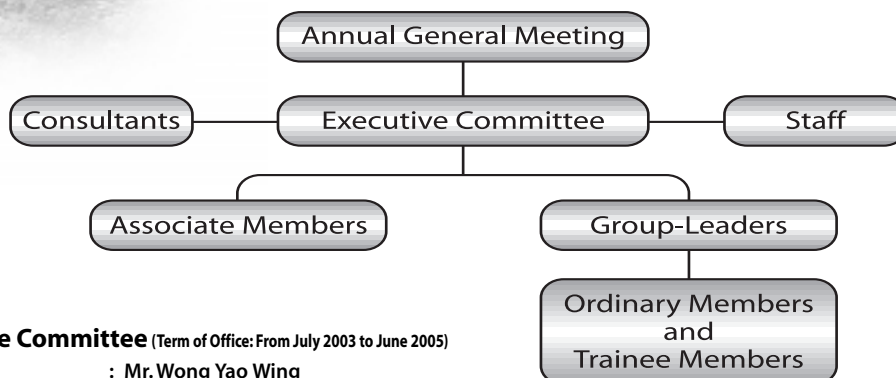 Annual General Meeting
Consultants
Executive Committee
Staff
Associate Members
Group-Leaders
Ordinary Members
and
Trainee Members
e Committee (Term of Office: From July 2003 to June 2005)
: Mr. Wong Yao Wing